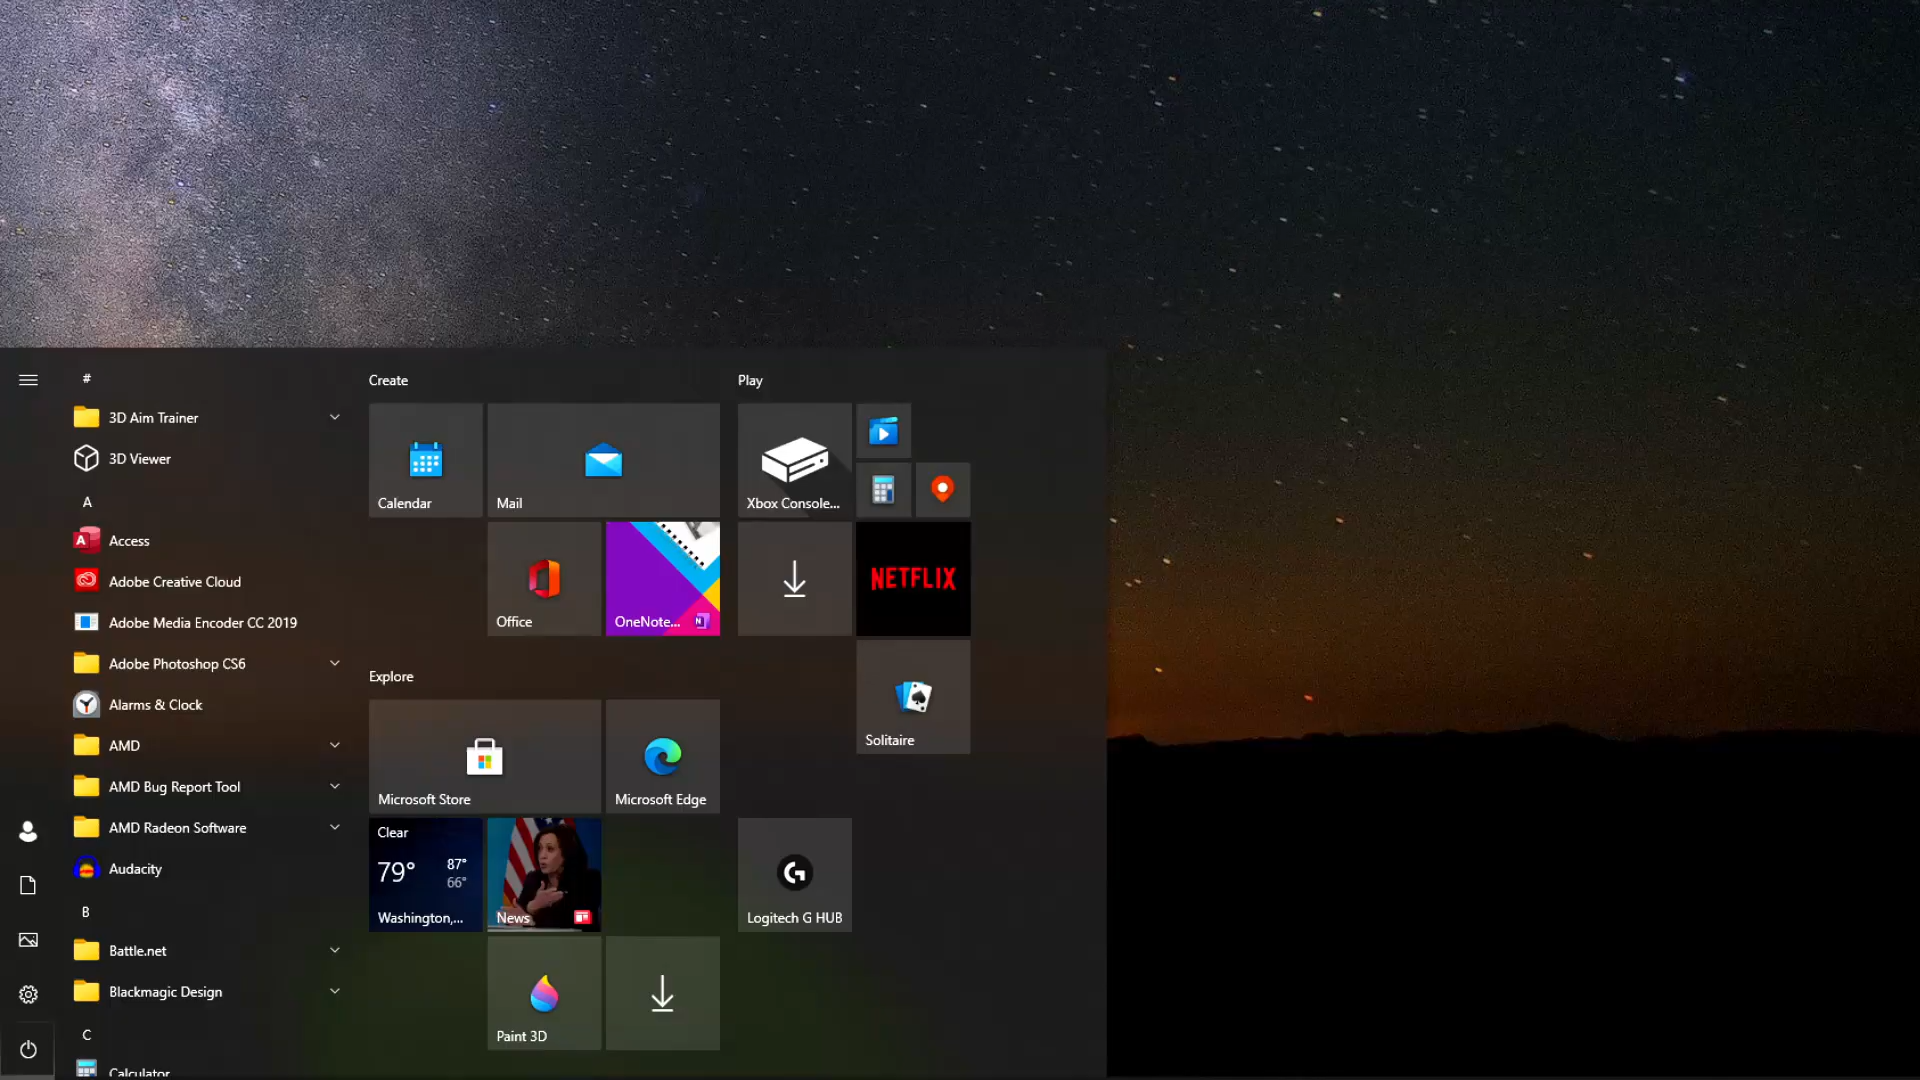 #
3D Aim Trainer
3D Viewer
A
Access
Adobe Creative Cloud
Adobe Media Encoder CC 2019
Adobe Photoshop CS6
Alarms & Clock
AMD
AMD Bug Report Tool
AMD Radeon Software
Audacity
B
Battle.net
Blackmagic Design
C
Calculator
Create
Calendar
Mail
Office
OneNote...
Explore
Microsoft Store
Microsoft Edge
Clear
79° 87°
66°
Washington,...
News
Paint 3D
Play
Xbox Console...
NETFLIX
Solitaire
Logitech G HUB